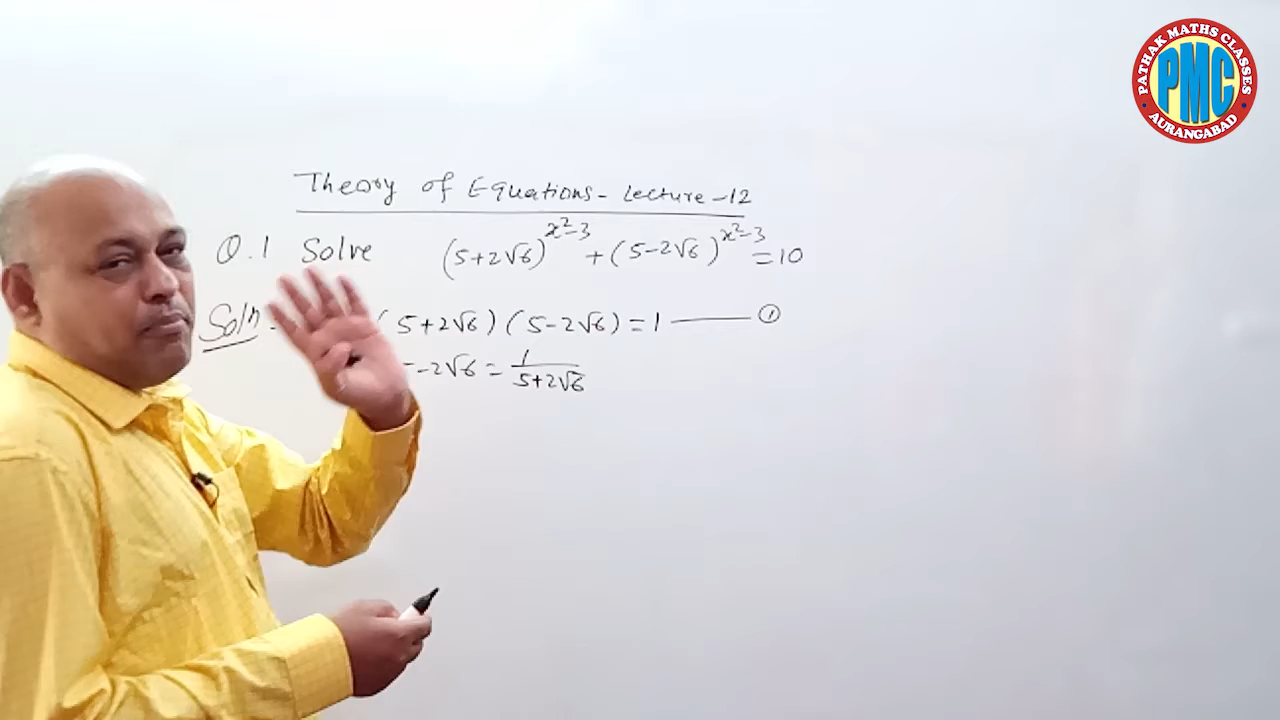 PATHAK MATHS CLASSES
PMC
AURANGABAD
Theory of Equations - Lecture - 12
Q.1 Solve (5+2√6)^(x²-3) + (5-2√6)^(x²-3) = 10
Soln - (5+2√6)(5-2√6) = 1 ——— ①
-2√6 = 1/(5+2√6)